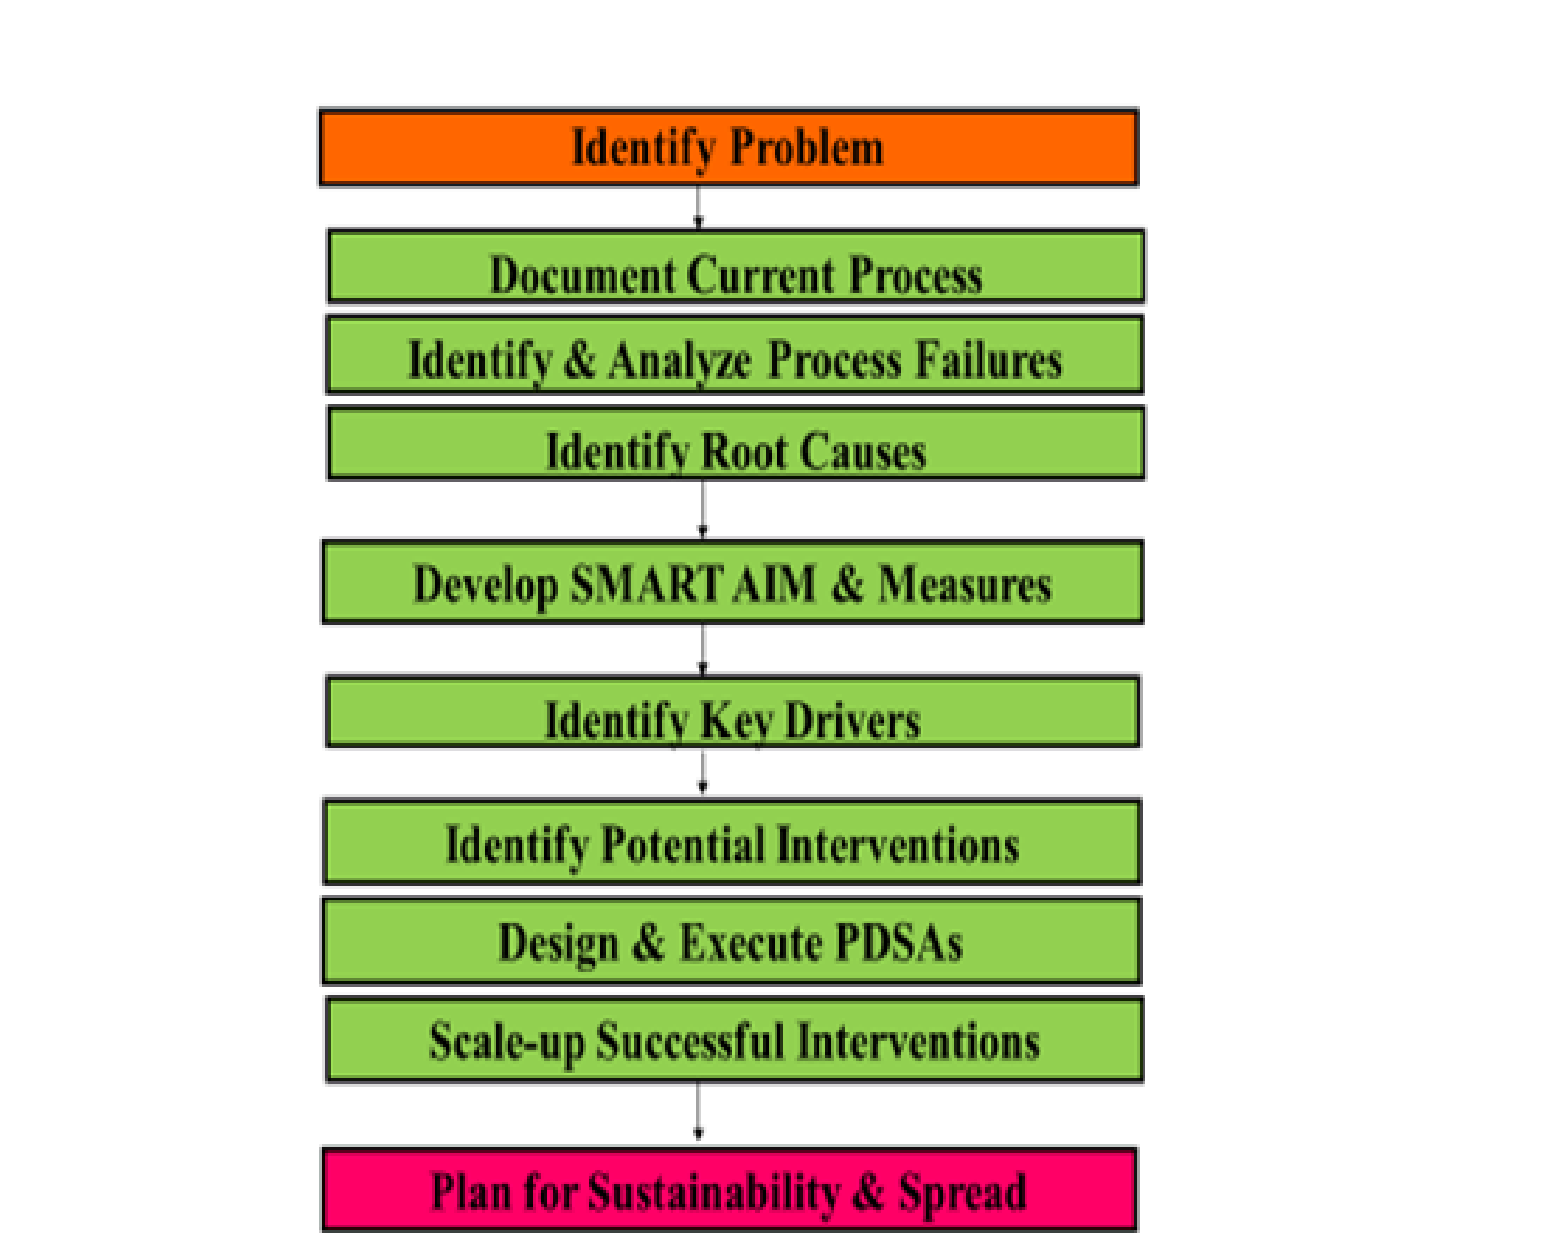 Identify Problem
Document Current Process
Identify & Analyze Process Failures
Identify Root Causes
Develop SMART AIM & Measures
Identify Key Drivers
Identify Potential Interventions
Design & Execute PDSAs
Scale-up Successful Interventions
Plan for Sustainability & Spread